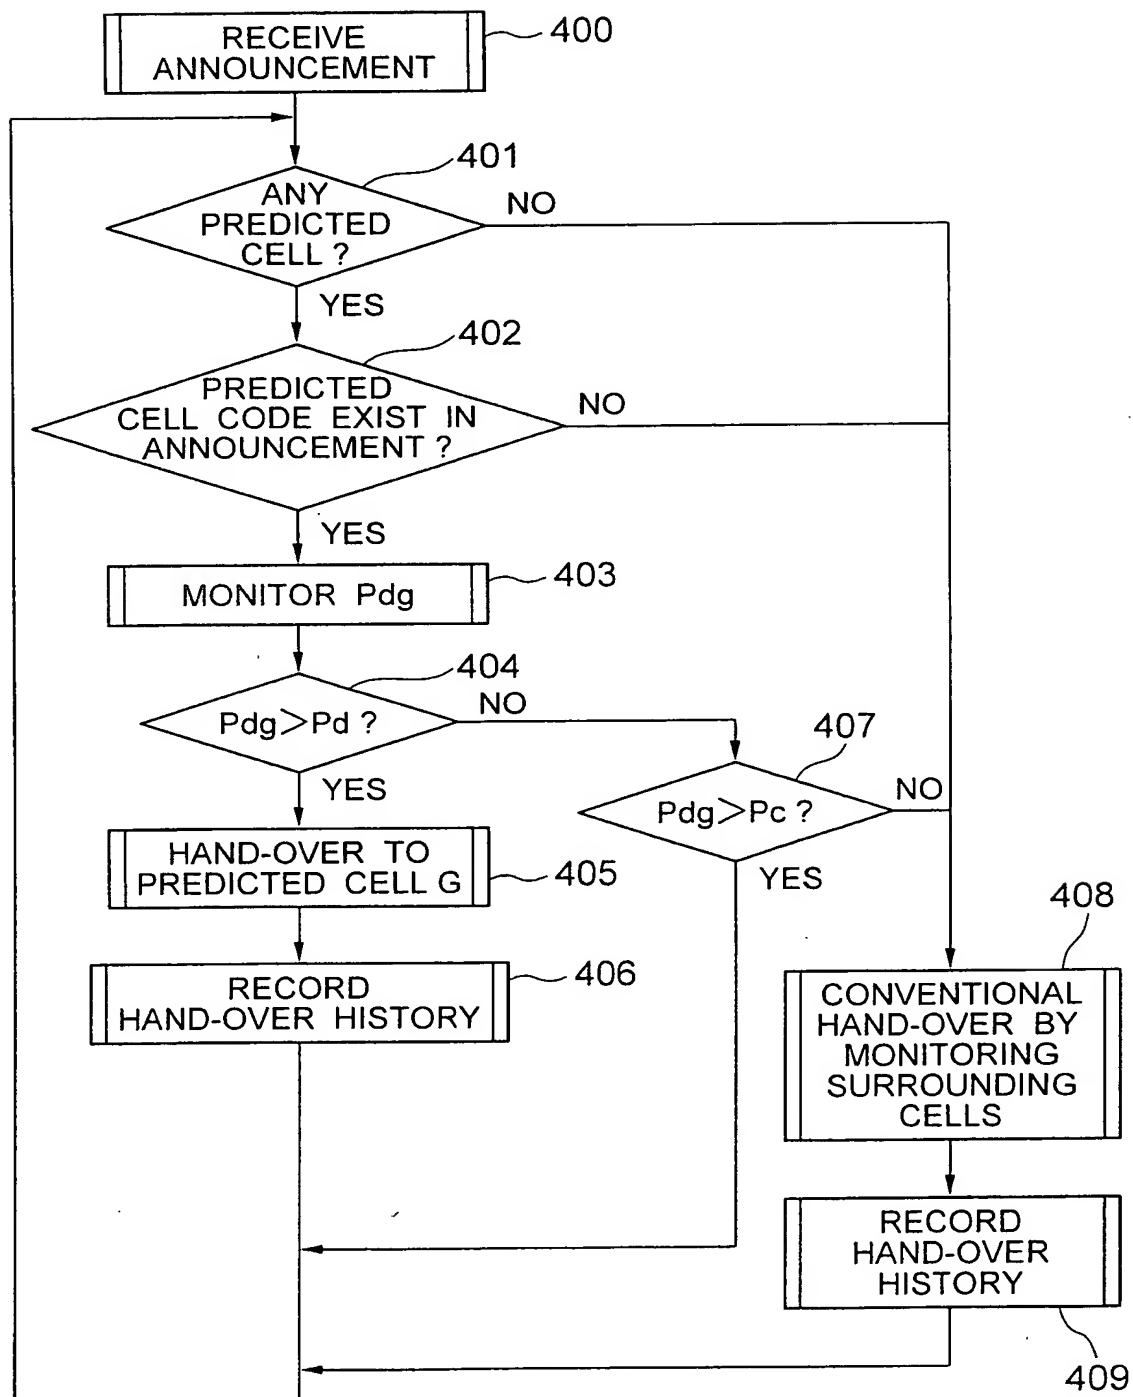 RECEIVE
ANNOUNCEMENT
400
401
ANY
PREDICTED
CELL ?
NO
YES
402
PREDICTED
CELL CODE EXIST IN
ANNOUNCEMENT ?
NO
YES
MONITOR Pdg
403
404
Pdg>Pd ?
NO
YES
407
Pdg>Pc ?
NO
YES
HAND-OVER TO
PREDICTED CELL G
405
RECORD
HAND-OVER HISTORY
406
408
CONVENTIONAL
HAND-OVER BY
MONITORING
SURROUNDING
CELLS
RECORD
HAND-OVER
HISTORY
409